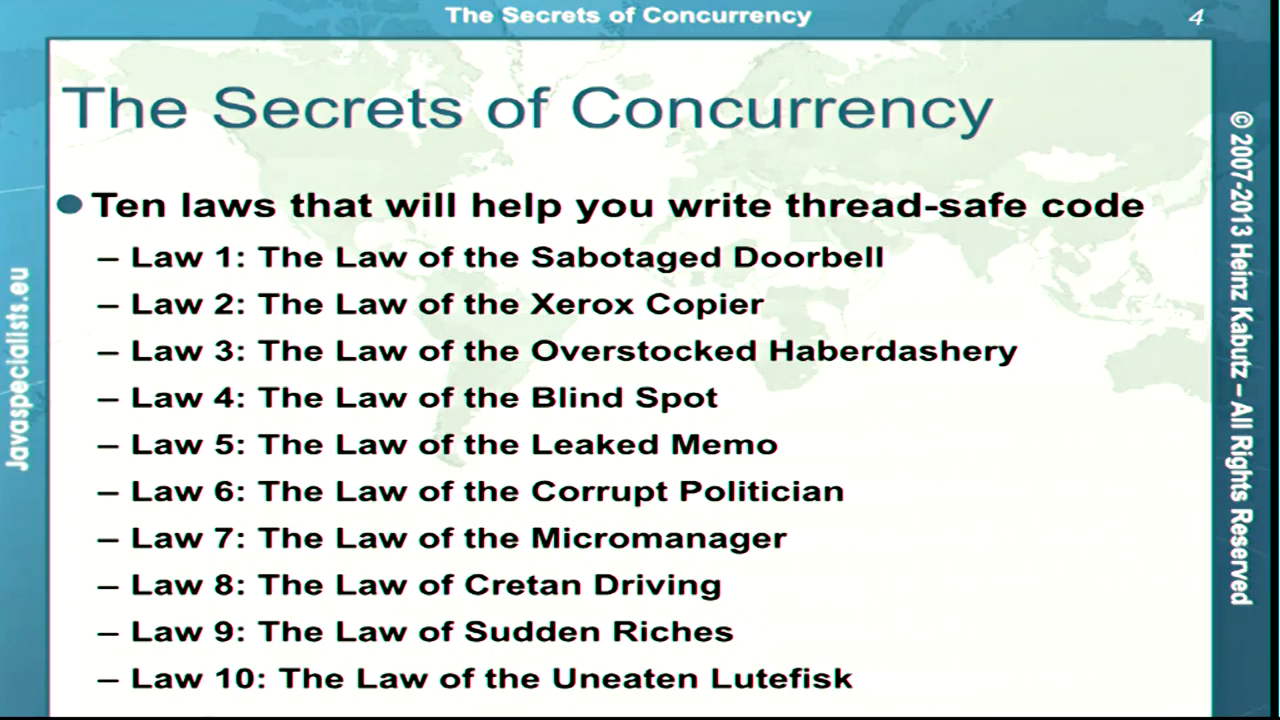 The Secrets of Concurrency
4
The Secrets of Concurrency
Ten laws that will help you write thread-safe code
– Law 1: The Law of the Sabotaged Doorbell
– Law 2: The Law of the Xerox Copier
– Law 3: The Law of the Overstocked Haberdashery
– Law 4: The Law of the Blind Spot
– Law 5: The Law of the Leaked Memo
– Law 6: The Law of the Corrupt Politician
– Law 7: The Law of the Micromanager
– Law 8: The Law of Cretan Driving
– Law 9: The Law of Sudden Riches
– Law 10: The Law of the Uneaten Lutefisk
Javaspecialists.eu
© 2007-2013 Heinz Kabutz – All Rights Reserved